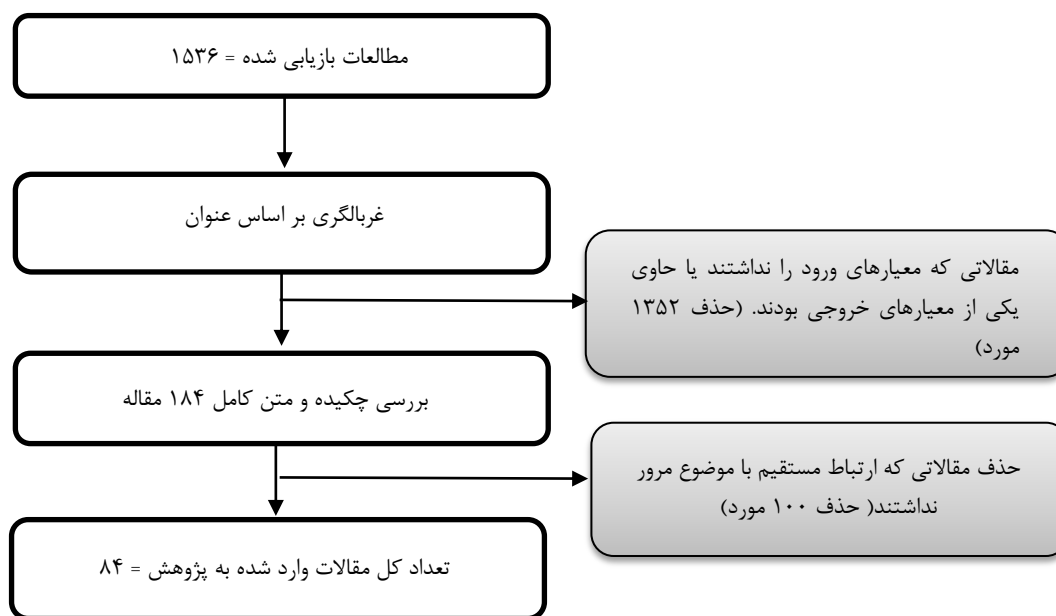 مطالعات بازیابی شده = ۱۵۳۶
غربالگری بر اساس عنوان
مقالاتی که معیارهای ورود را نداشتند یا حاوی
یکی از معیارهای خروجی بودند. (حذف ۱۳۵۲
مورد)
بررسی چکیده و متن کامل ۱۸۴ مقاله
حذف مقالاتی که ارتباط مستقیم با موضوع مرور
نداشتند( حذف ۱۰۰ مورد)
تعداد کل مقالات وارد شده به پژوهش = ۸۴